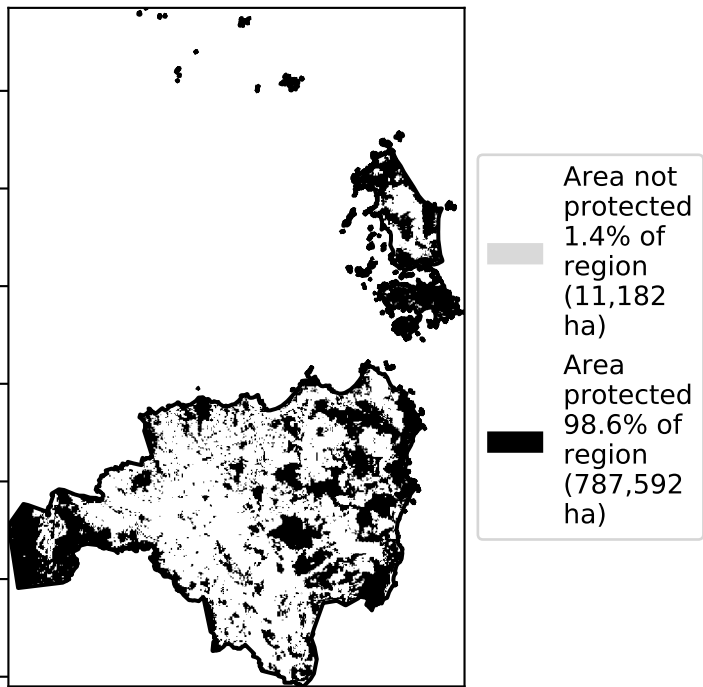 Area not
protected
1.4% of
region
(11,182
ha)
Area
protected
98.6% of
region
(787,592
ha)